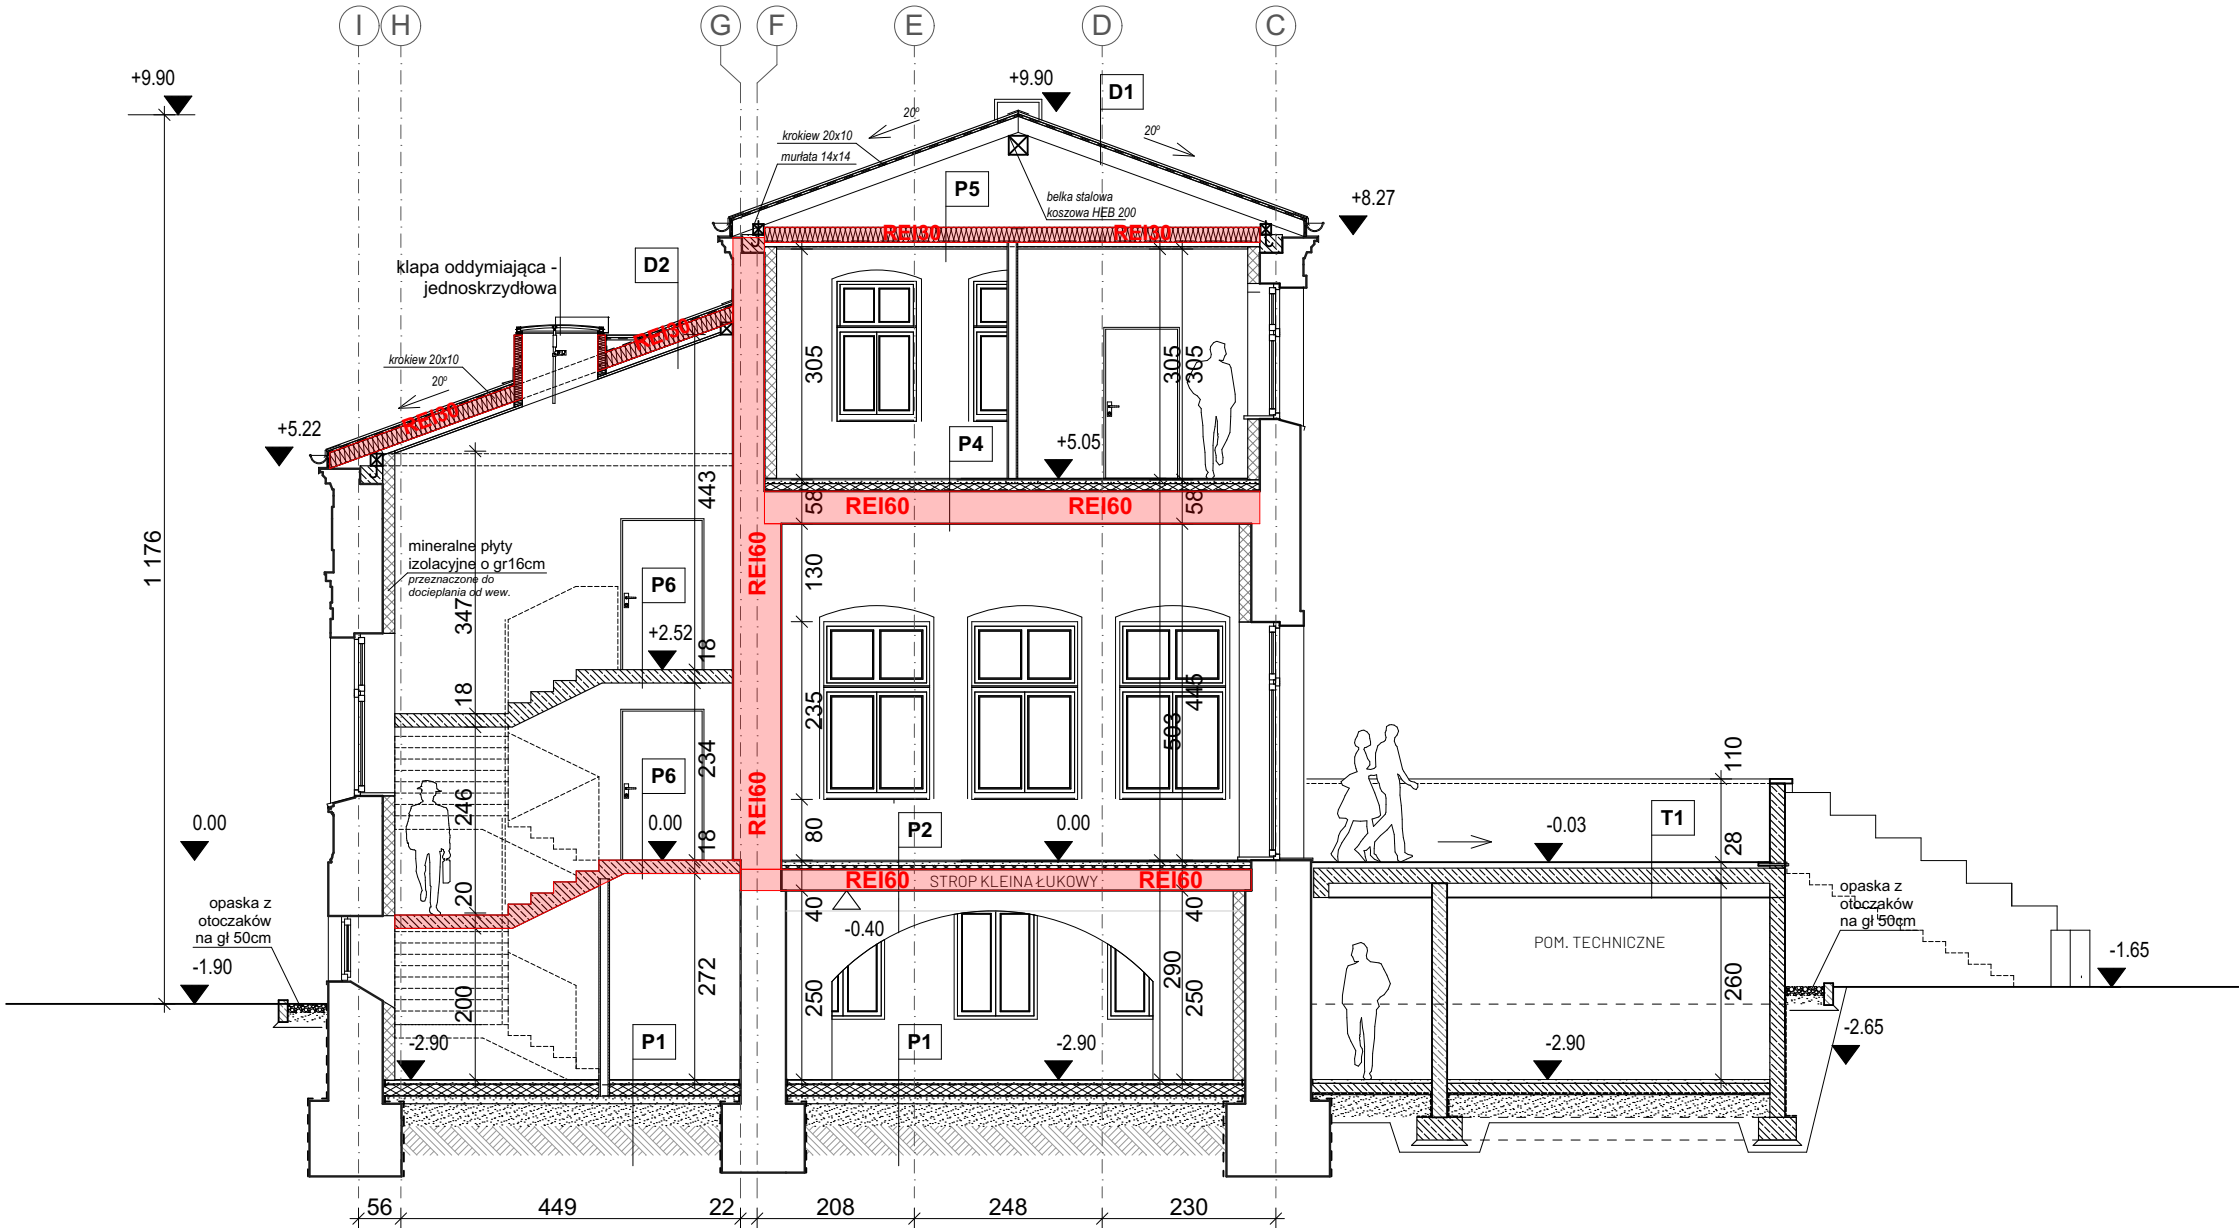 I H G F E D C
+9.90
+9.90
D1
20°
20°
krokiew 20x10
murłata 14x14
P5
belka stalowa
koszowa HEB 200
+8.27
REI30 REI30
klapa oddymiająca -
jednoskrzydłowa
D2
REI30
krokiew 20x10
20°
REI30
305
305
305
+5.22
P4
+5.05
443
58
58
REI60 REI60
1 176
mineralne płyty
izolacyjne o gr16cm
przeznaczone do
docieplania od wew.
REI60
130
P6
347
+2.52
18
18
235
445
503
234
110
P6
REI60
246
0.00
0.00
18
80
P2
0.00
-0.03
T1
28
REI60 STROP KLEINA ŁUKOWY REI60
20
40
40
-0.40
opaska z
otoczaków
na gł 50cm
opaska z
otoczaków
na gł 50cm
POM. TECHNICZNE
-1.90
-1.65
200
272
250
290
250
260
-2.65
-2.90
P1
P1
-2.90
-2.90
56 449 22 208 248 230